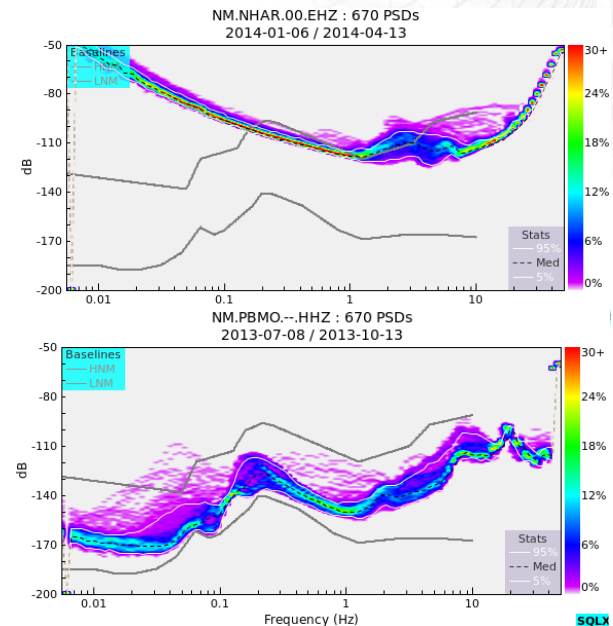 NM.NHAR.00.EHZ : 670 PSDs
2014-01-06 / 2014-04-13
Baselines
HNM
LNM
-50
-80
-110
-140
-170
-200
dB
0.01
0.1
1
10
Stats
95%
Med
5%
30+
24%
18%
12%
6%
0%
NM.PBMO.--.HHZ : 670 PSDs
2013-07-08 / 2013-10-13
Baselines
HNM
LNM
-50
-80
-110
-140
-170
-200
dB
0.01
0.1
1
10
Frequency (Hz)
Stats
95%
Med
5%
30+
24%
18%
12%
6%
0%
SQLX